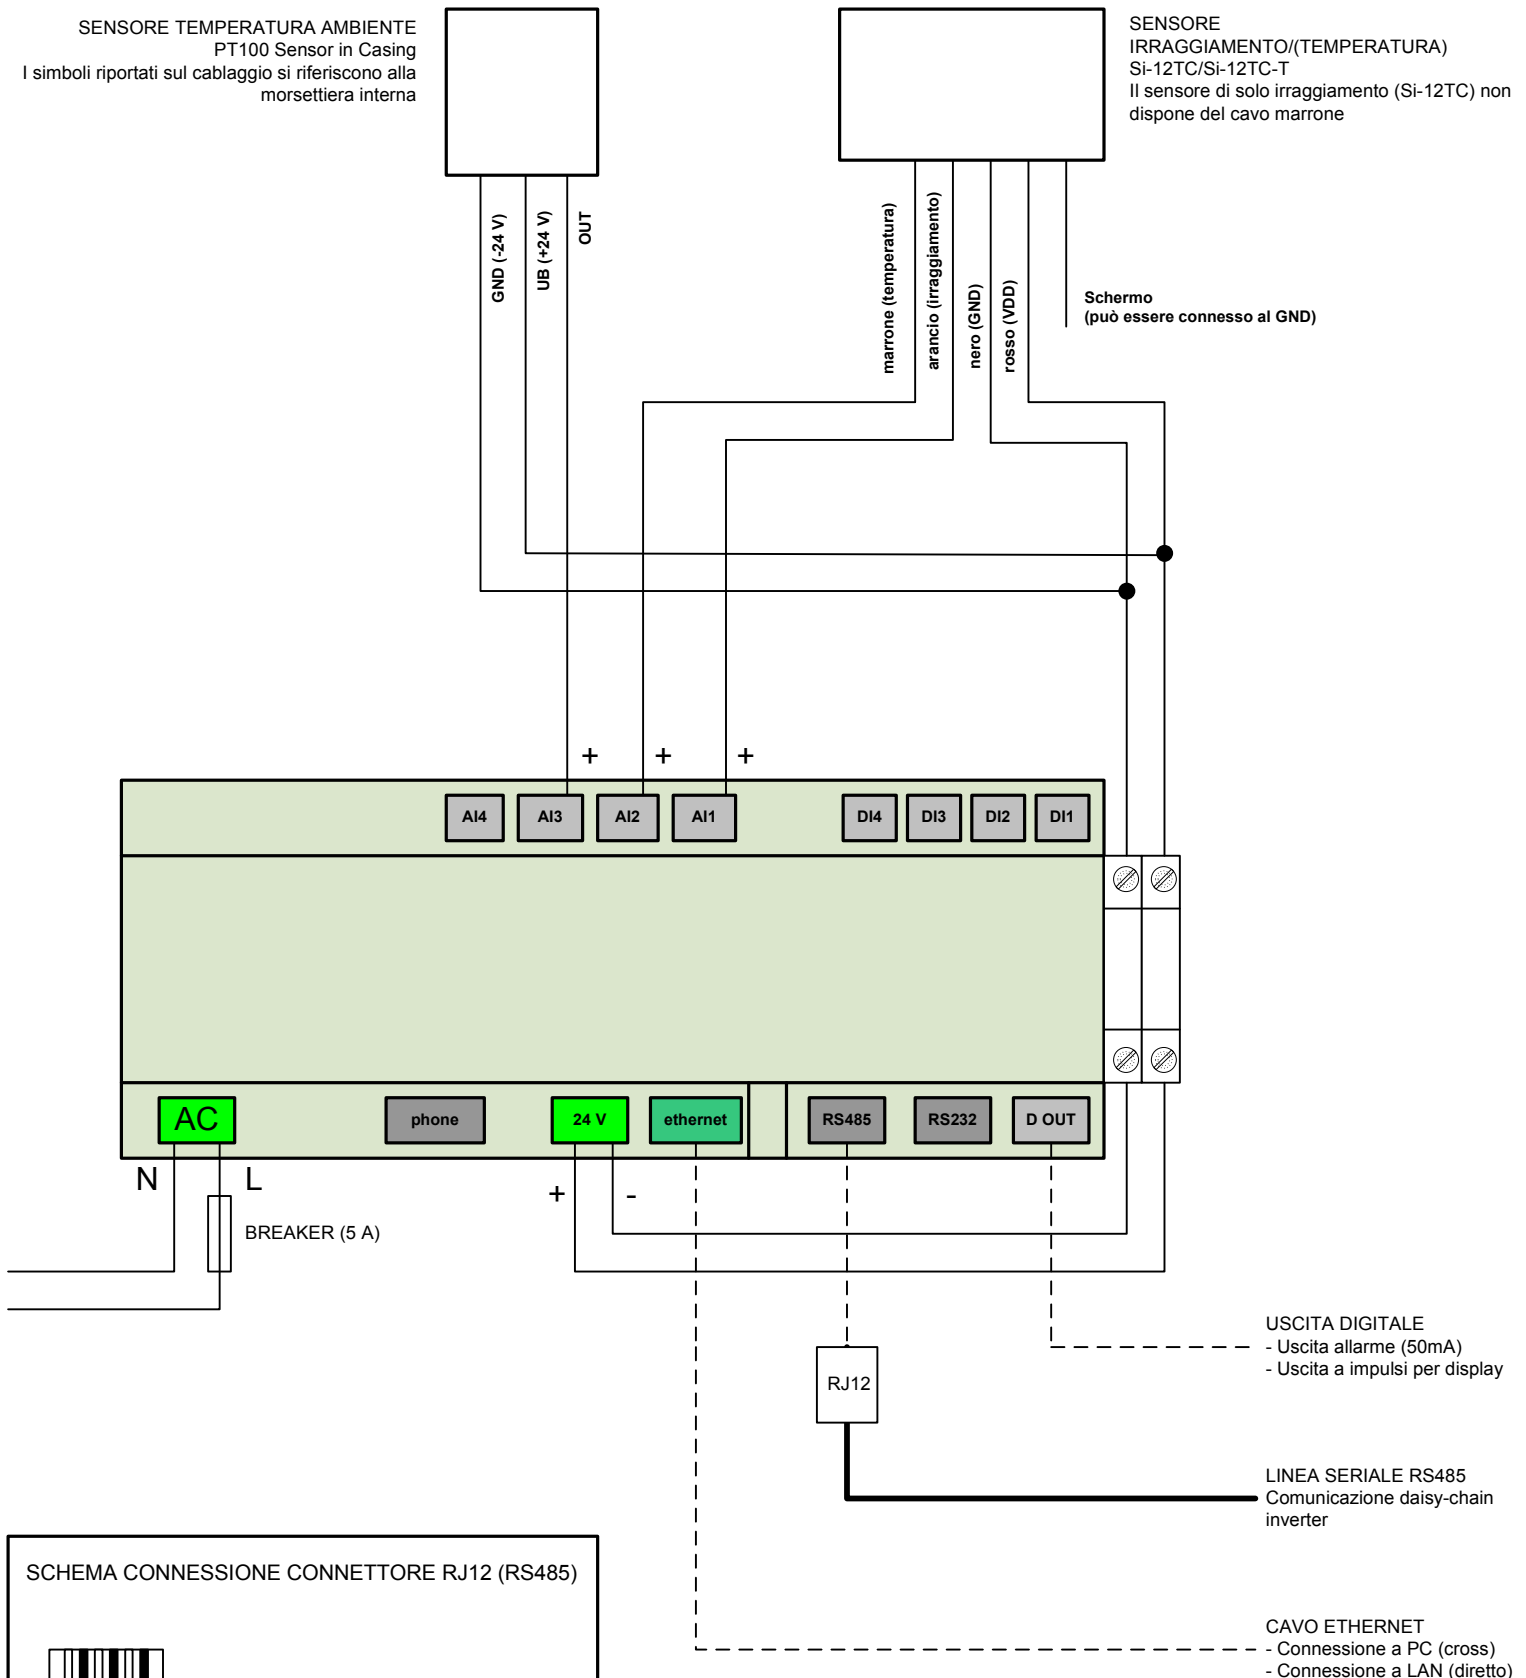 SENSORE TEMPERATURA AMBIENTE
PT100 Sensor in Casing
I simboli riportati sul cablaggio si riferiscono alla
morsettiera interna
SENSORE
IRRAGGIAMENTO/(TEMPERATURA)
Si-12TC/Si-12TC-T
Il sensore di solo irraggiamento (Si-12TC) non
dispone del cavo marrone
GND (-24 V)
UB (+24 V)
OUT
marrone (temperatura)
arancio (irraggiamento)
nero (GND)
rosso (VDD)
Schermo
(può essere connesso al GND)
+ + +
AI4 AI3 AI2 AI1 DI4 DI3 DI2 DI1
AC phone 24 V ethernet RS485 RS232 D OUT
N L + -
BREAKER (5 A)
USCITA DIGITALE
- Uscita allarme (50mA)
- Uscita a impulsi per display
RJ12
LINEA SERIALE RS485
Comunicazione daisy-chain
inverter
SCHEMA CONNESSIONE CONNETTORE RJ12 (RS485)
CAVO ETHERNET
- Connessione a PC (cross)
- Connessione a LAN (diretto)